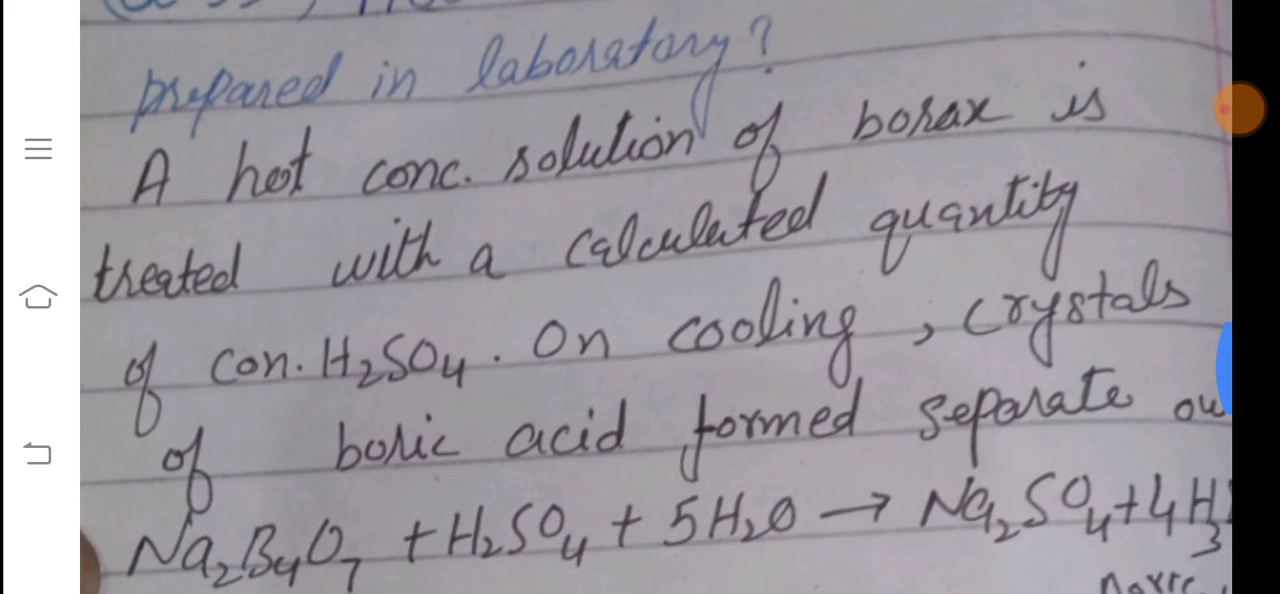 prepared in laboratory?
A hot conc. solution of borax is
treated with a calculated quantity
of con. H₂SO₄. On cooling, crystals
of boric acid formed separate ou
Na₂B₄O₇ + H₂SO₄ + 5H₂O → Na₂SO₄ + 4H₃